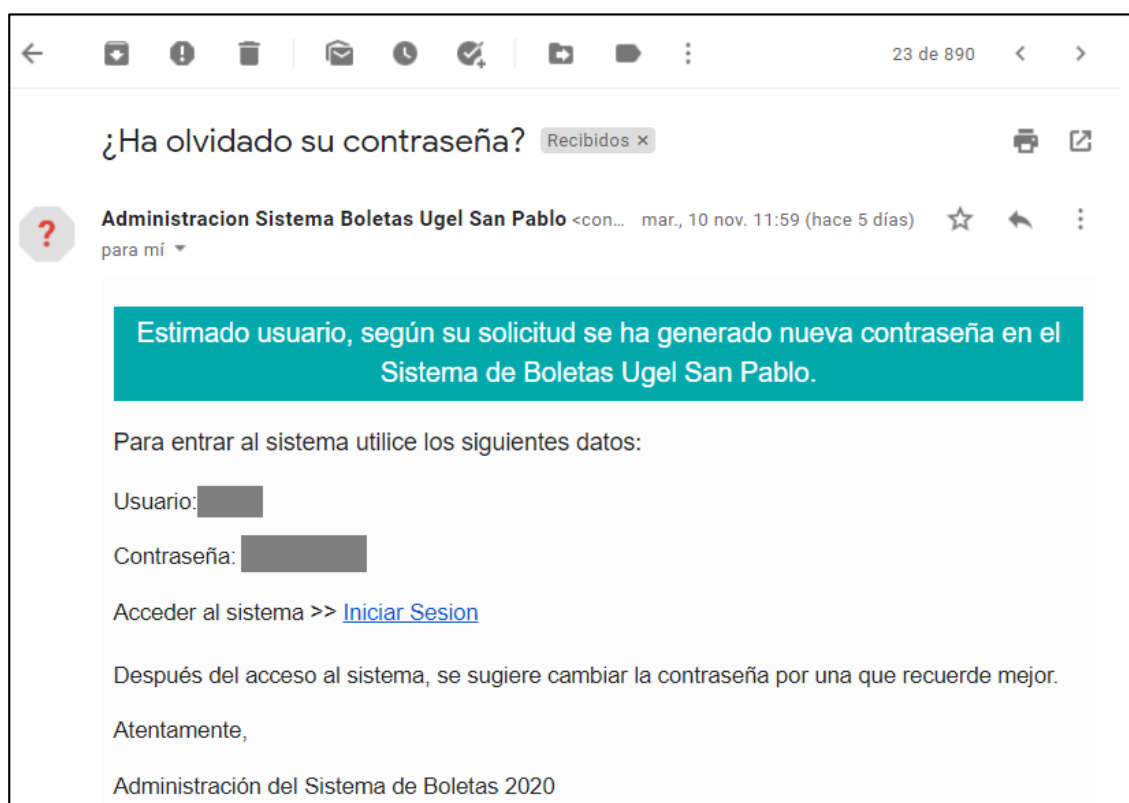 23 de 890
¿Ha olvidado su contraseña? Recibidos ×
?
Administracion Sistema Boletas Ugel San Pablo <con... mar., 10 nov. 11:59 (hace 5 días)
para mí
Estimado usuario, según su solicitud se ha generado nueva contraseña en el
Sistema de Boletas Ugel San Pablo.
Para entrar al sistema utilice los siguientes datos:
Usuario:
Contraseña:
Acceder al sistema >> Iniciar Sesion
Después del acceso al sistema, se sugiere cambiar la contraseña por una que recuerde mejor.
Atentamente,
Administración del Sistema de Boletas 2020